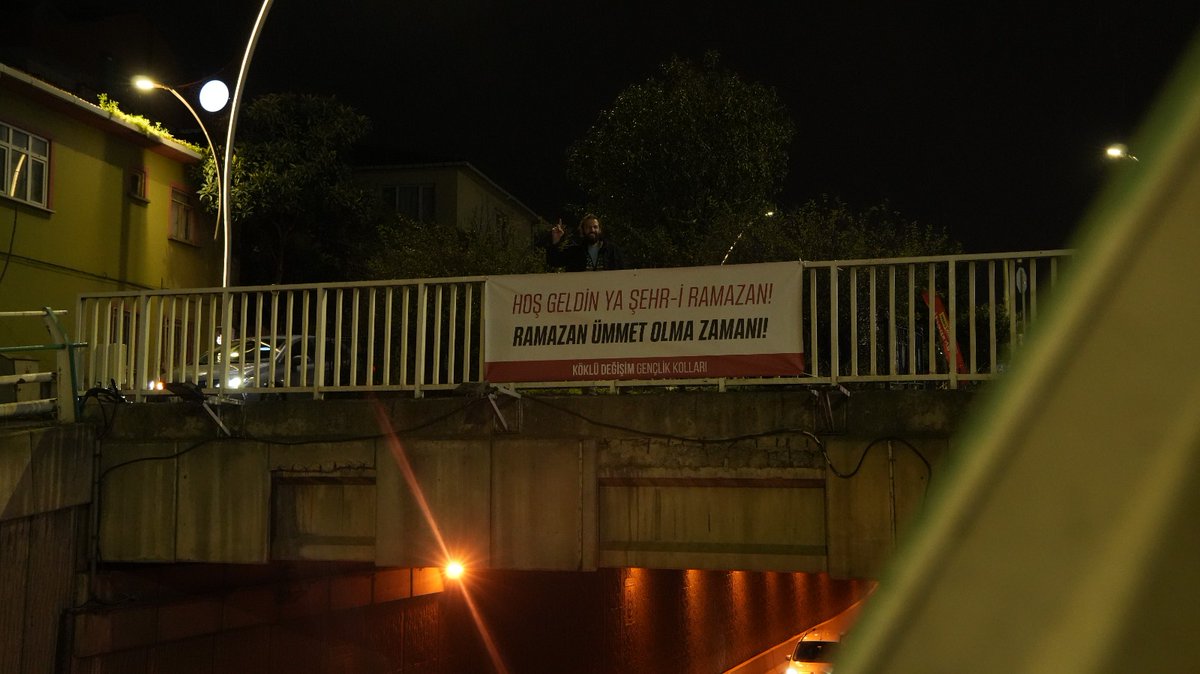 HOŞ GELDİN YA ŞEHR-İ RAMAZAN!
RAMAZAN ÜMMET OLMA ZAMANI!
KÖKLÜ DEĞİŞİM GENÇLİK KOLLARI